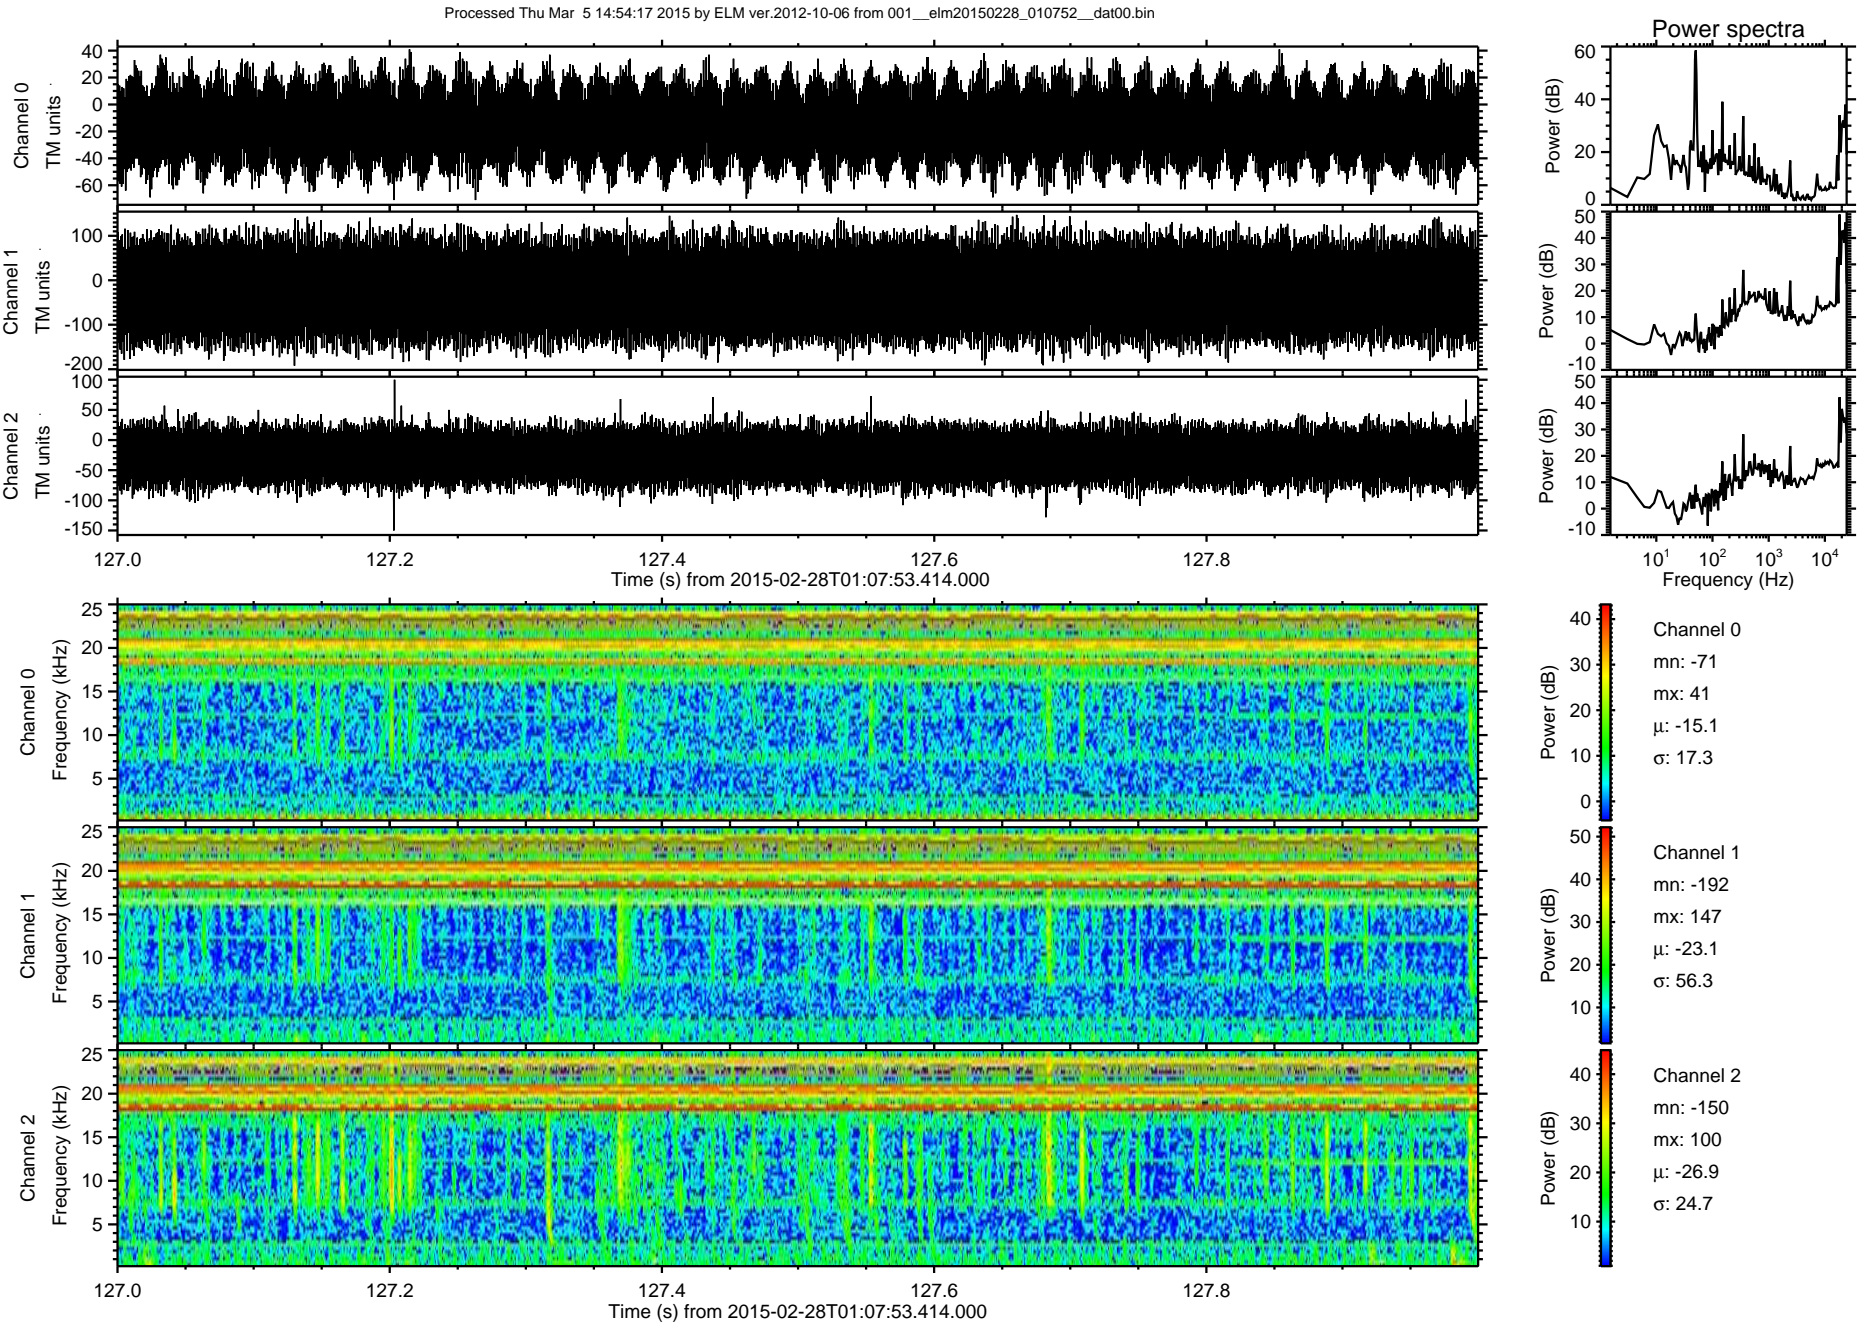 Processed Thu Mar  5 14:54:17 2015 by ELM ver.2012-10-06 from 001__elm20150228_010752__dat00.bin
Power spectra
Channel 0
TM units
40
20
0
-20
-40
-60
Power (dB)
60
40
20
0
Channel 1
TM units
100
0
-100
-200
Power (dB)
50
40
30
20
10
0
-10
Channel 2
TM units
100
50
0
-50
-100
-150
Power (dB)
50
40
30
20
10
0
-10
127.0 127.2 127.4 127.6 127.8
Time (s) from 2015-02-28T01:07:53.414.000
10¹ 10² 10³ 10⁴
Frequency (Hz)
Channel 0
Frequency (kHz)
25
20
15
10
5
Power (dB)
40
30
20
10
0
Channel 0
mn: -71
mx: 41
μ: -15.1
σ: 17.3
Channel 1
Frequency (kHz)
25
20
15
10
5
Power (dB)
50
40
30
20
10
Channel 1
mn: -192
mx: 147
μ: -23.1
σ: 56.3
Channel 2
Frequency (kHz)
25
20
15
10
5
Power (dB)
40
30
20
10
Channel 2
mn: -150
mx: 100
μ: -26.9
σ: 24.7
127.0 127.2 127.4 127.6 127.8
Time (s) from 2015-02-28T01:07:53.414.000